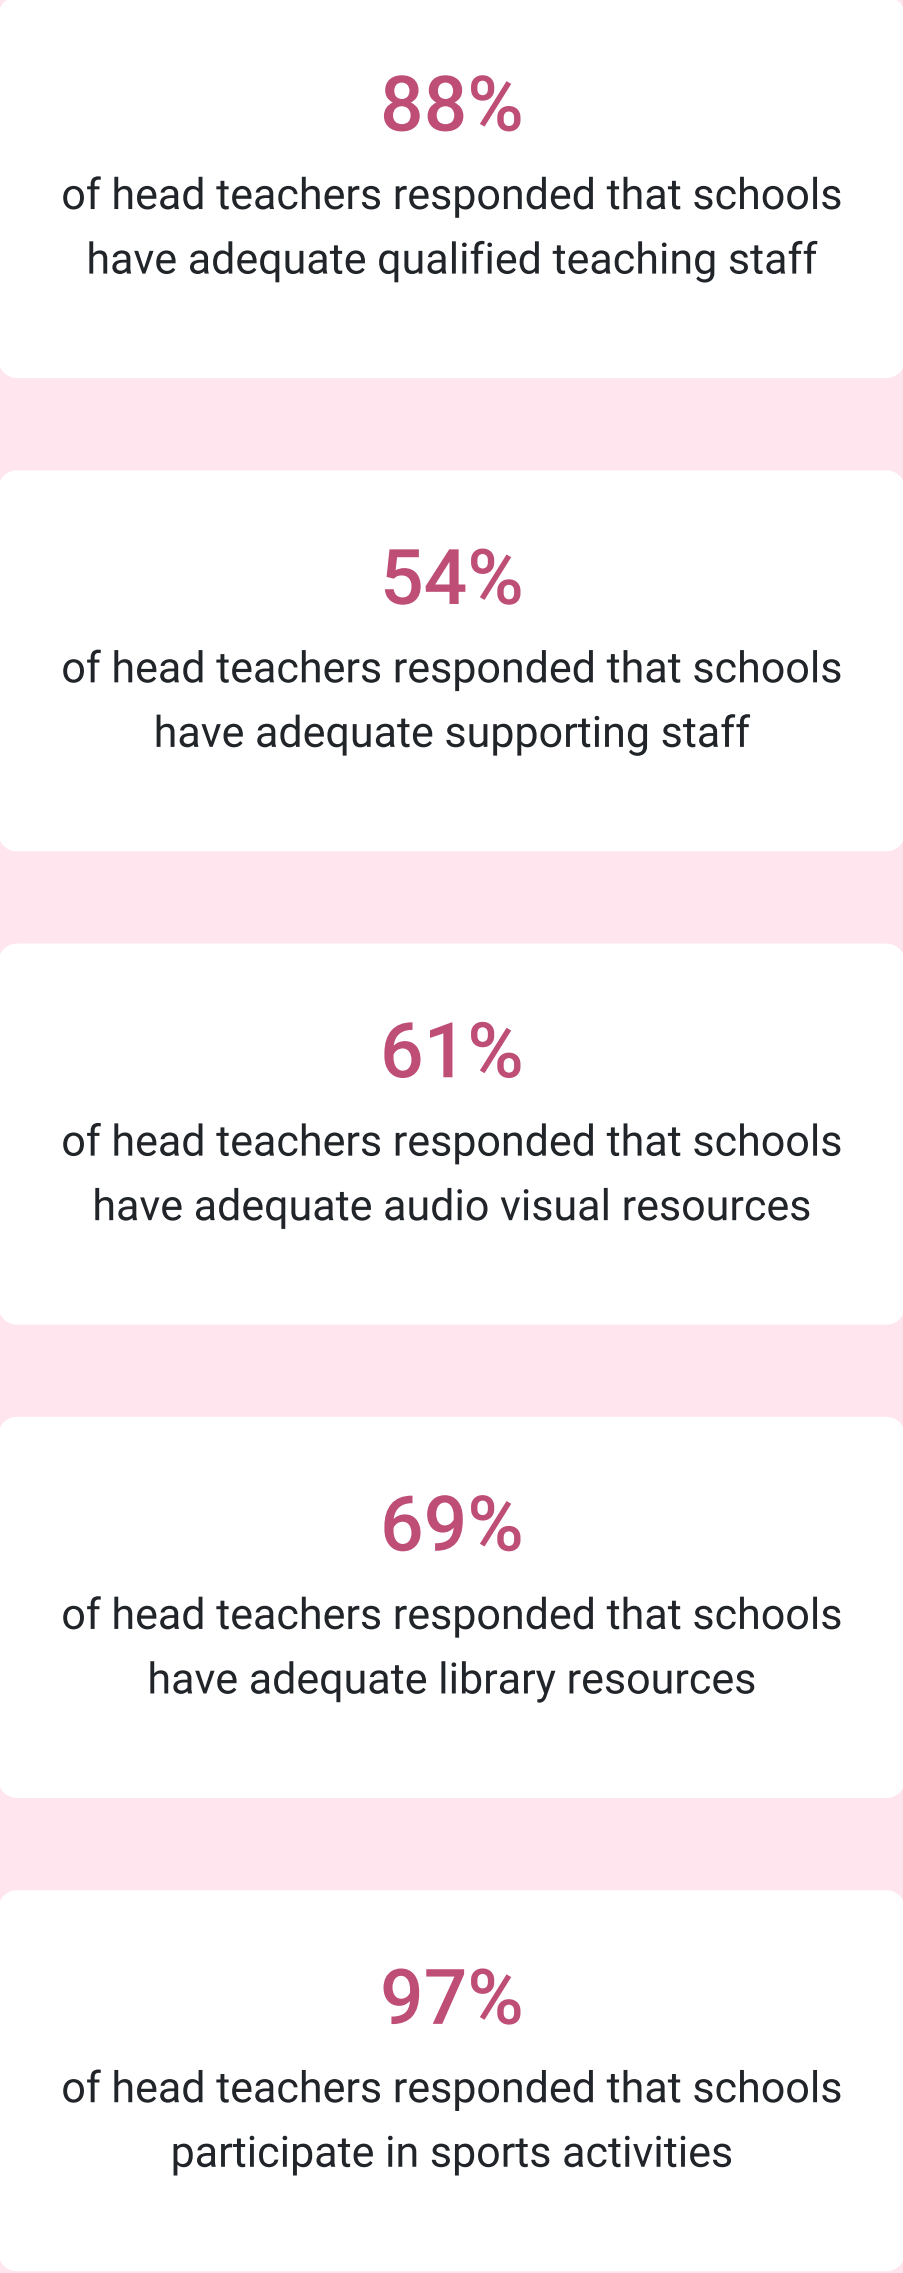 88%
of head teachers responded that schools
have adequate qualified teaching staff
54%
of head teachers responded that schools
have adequate supporting staff
61%
of head teachers responded that schools
have adequate audio visual resources
69%
of head teachers responded that schools
have adequate library resources
97%
of head teachers responded that schools
participate in sports activities